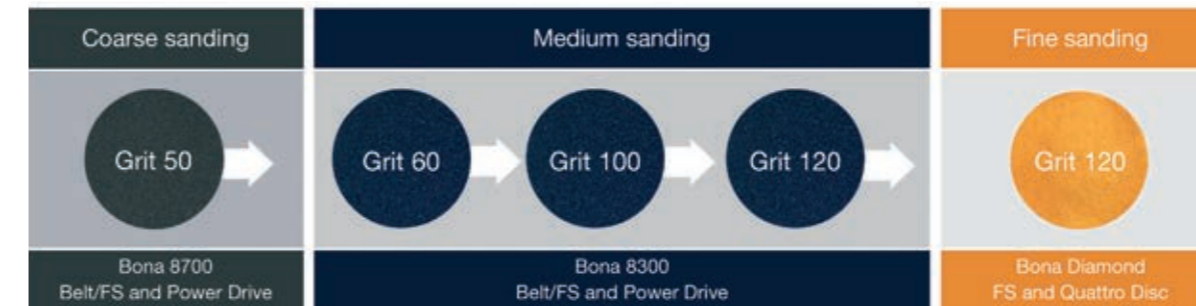 Coarse sanding
Medium sanding
Fine sanding
Grit 50
Grit 60
Grit 100
Grit 120
Grit 120
Bona 8700
Belt/FS and Power Drive
Bona 8300
Belt/FS and Power Drive
Bona Diamond
FS and Quattro Disc